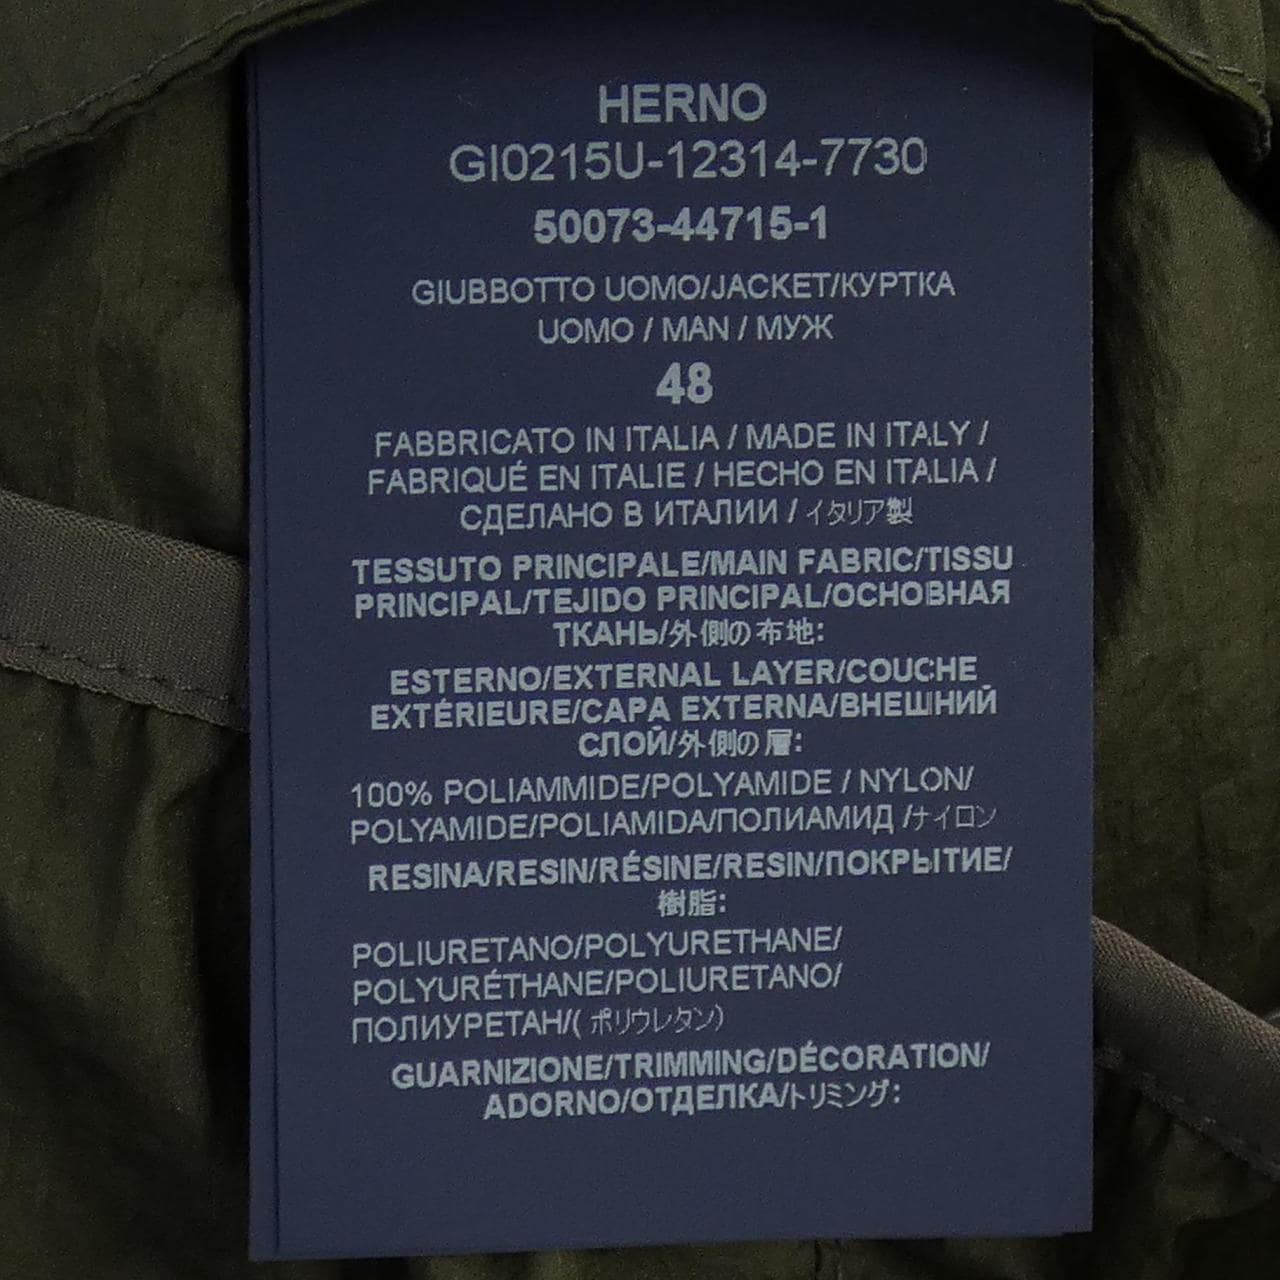 HERNO
GI0215U-12314-7730
50073-44715-1
GIUBBOTTO UOMO/JACKET/КУРТКА
UOMO / MAN / МУЖ
48
FABBRICATO IN ITALIA / MADE IN ITALY /
FABRIQUÉ EN ITALIE / HECHO EN ITALIA /
СДЕЛАНО В ИТАЛИИ / イタリア製
TESSUTO PRINCIPALE/MAIN FABRIC/TISSU
PRINCIPAL/TEJIDO PRINCIPAL/ОСНОВНАЯ
ТКАНЬ/外側の布地:
ESTERNO/EXTERNAL LAYER/COUCHE
EXTÉRIEURE/CAPA EXTERNA/ВНЕШНИЙ
СЛОЙ/外側の層:
100% POLIAMMIDE/POLYAMIDE / NYLON/
POLYAMIDE/POLIAMIDA/ПОЛИАМИД /ナイロン
RESINA/RESIN/RÉSINE/RESIN/ПОКРЫТИЕ/
樹脂:
POLIURETANO/POLYURETHANE/
POLYURÉTHANE/POLIURETANO/
ПОЛИУРЕТАН/( ポリウレタン)
GUARNIZIONE/TRIMMING/DÉCORATION/
ADORNO/ОТДЕЛКА/トリミング: